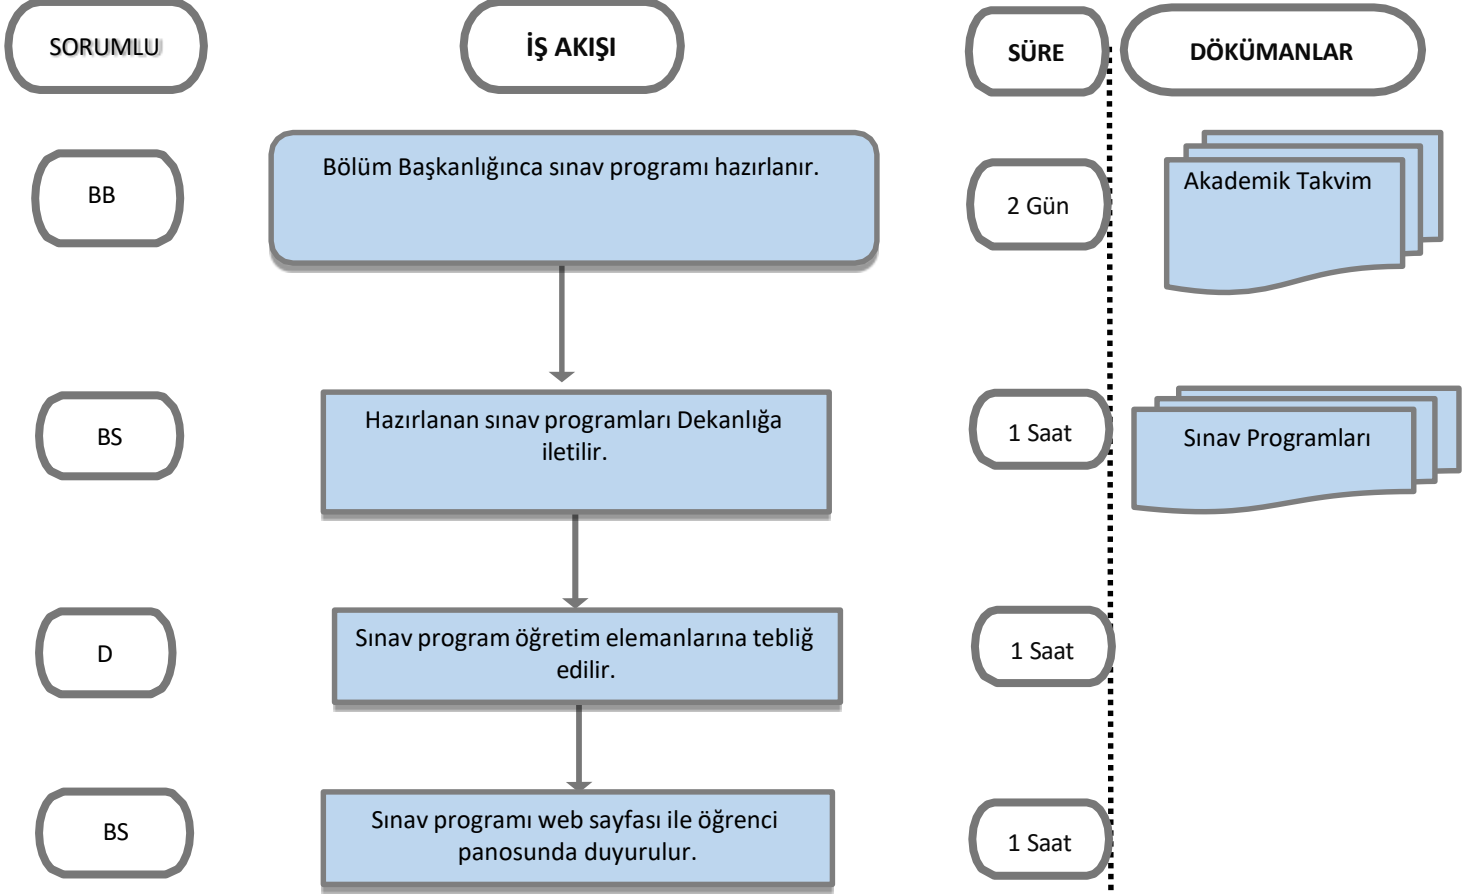 SORUMLU
İŞ AKIŞI
SÜRE
DÖKÜMANLAR
BB
Bölüm Başkanlığınca sınav programı hazırlanır.
2 Gün
Akademik Takvim
BS
Hazırlanan sınav programları Dekanlığa
iletilir.
1 Saat
Sınav Programları
D
Sınav program öğretim elemanlarına tebliğ
edilir.
1 Saat
BS
Sınav programı web sayfası ile öğrenci
panosunda duyurulur.
1 Saat